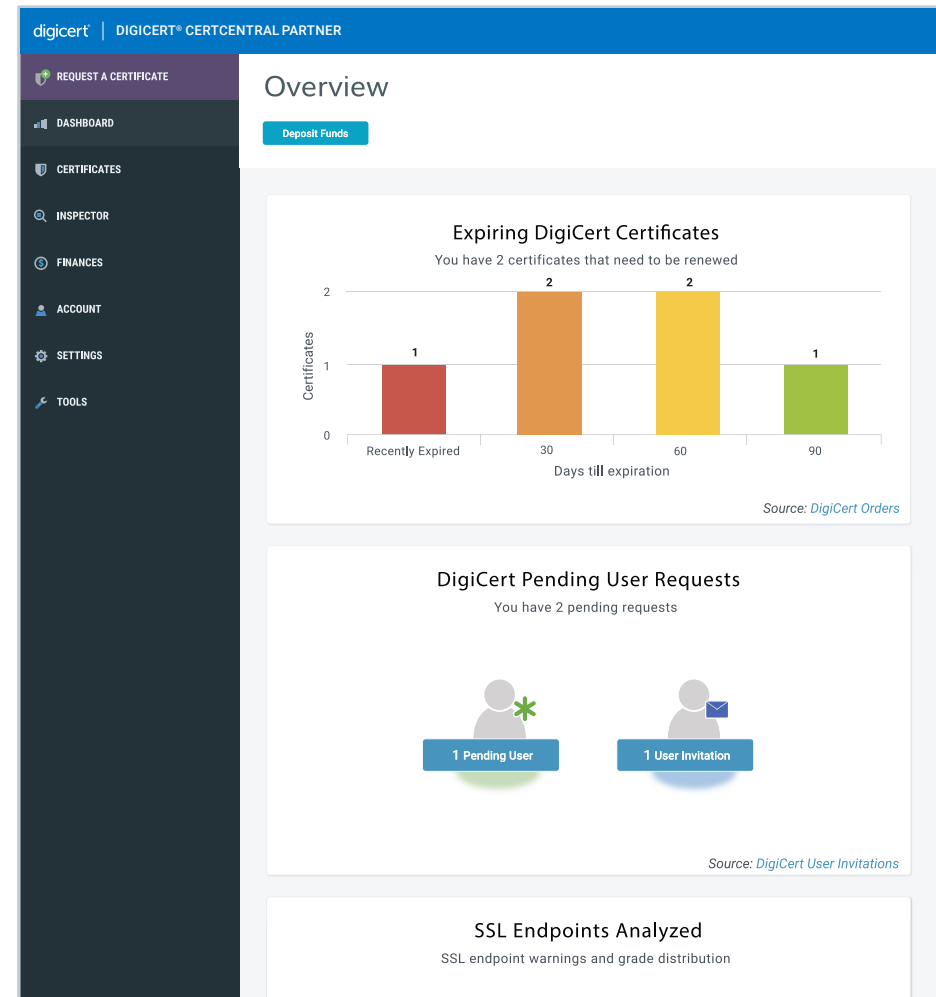 digicert® | DIGICERT® CERTCENTRAL PARTNER
REQUEST A CERTIFICATE
DASHBOARD
CERTIFICATES
INSPECTOR
FINANCES
ACCOUNT
SETTINGS
TOOLS
Overview
Deposit Funds
Expiring DigiCert Certificates
You have 2 certificates that need to be renewed
2
1
0
Certificates
1
2
2
1
Recently Expired
30
60
90
Days till expiration
Source: DigiCert Orders
DigiCert Pending User Requests
You have 2 pending requests
1 Pending User
1 User Invitation
Source: DigiCert User Invitations
SSL Endpoints Analyzed
SSL endpoint warnings and grade distribution